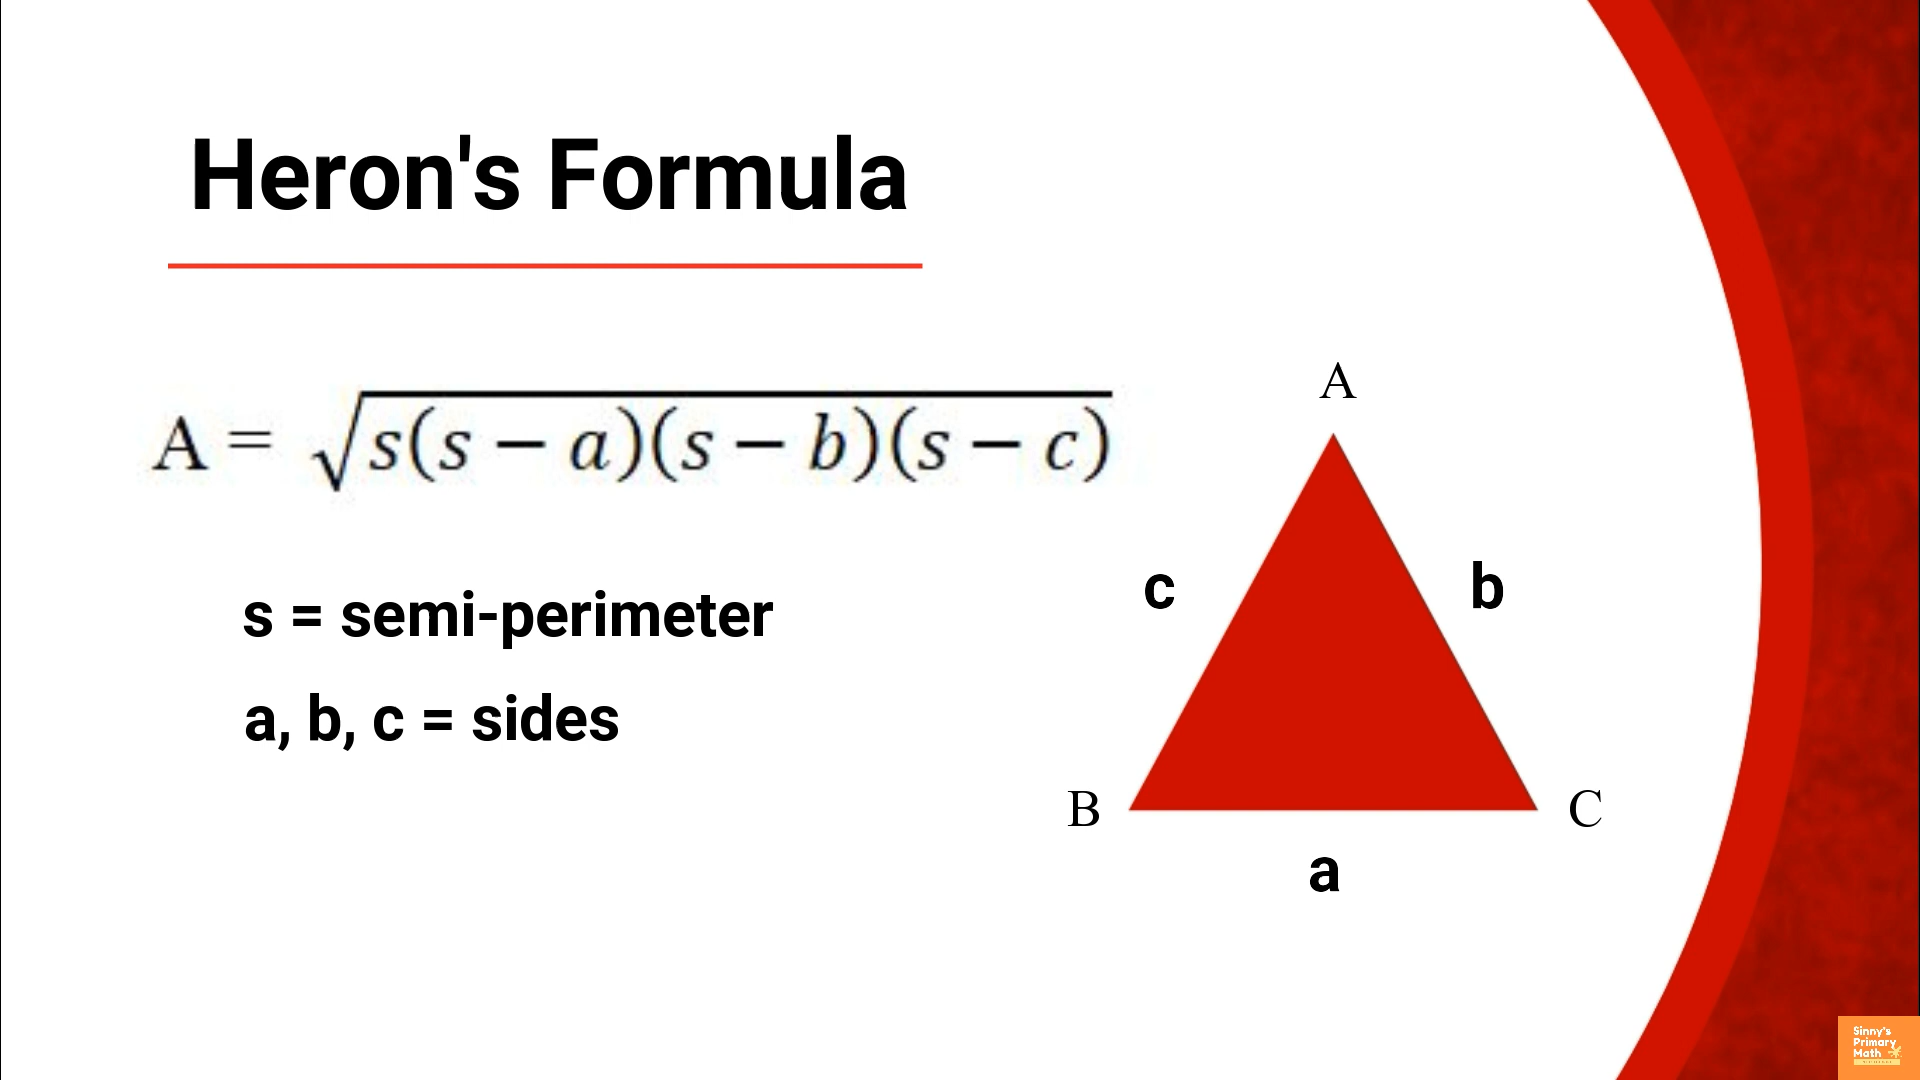 Heron's Formula
A = √s(s − a)(s − b)(s − c)
s = semi-perimeter
a, b, c = sides
A
c
b
B
C
a
Sinny's
Primary
Math